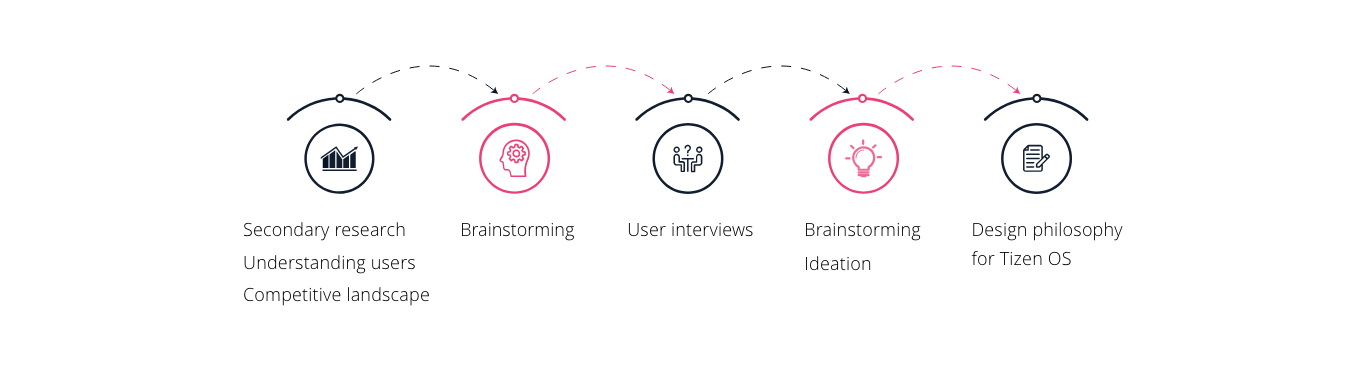 Secondary research
Understanding users
Competitive landscape
Brainstorming
User interviews
Brainstorming
Ideation
Design philosophy
for Tizen OS